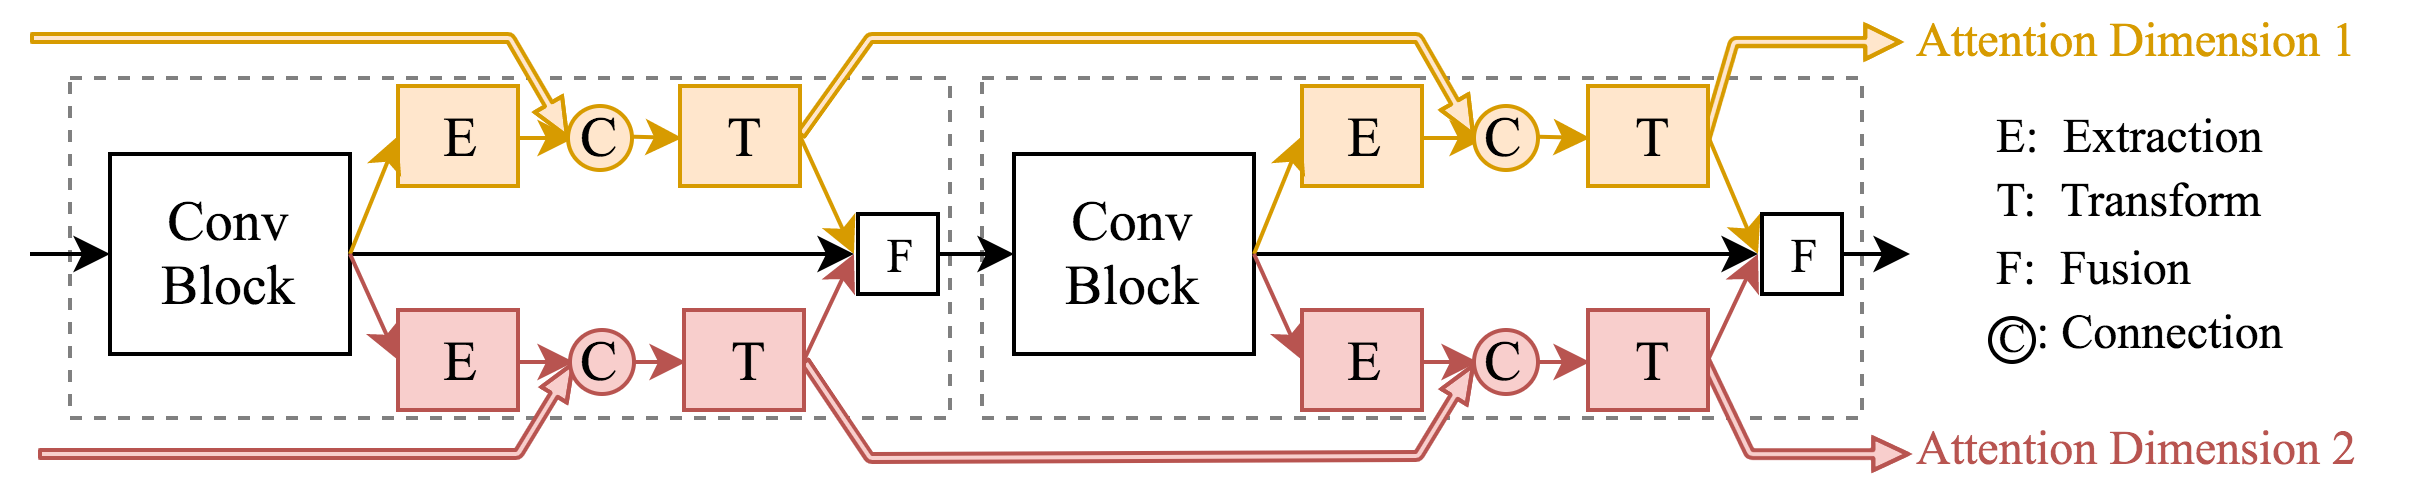 Attention Dimension 1
E
C
T
E
C
T
Conv
Block
F
Conv
Block
F
E
C
T
E
C
T
Attention Dimension 2
E: Extraction
T: Transform
F: Fusion
©: Connection